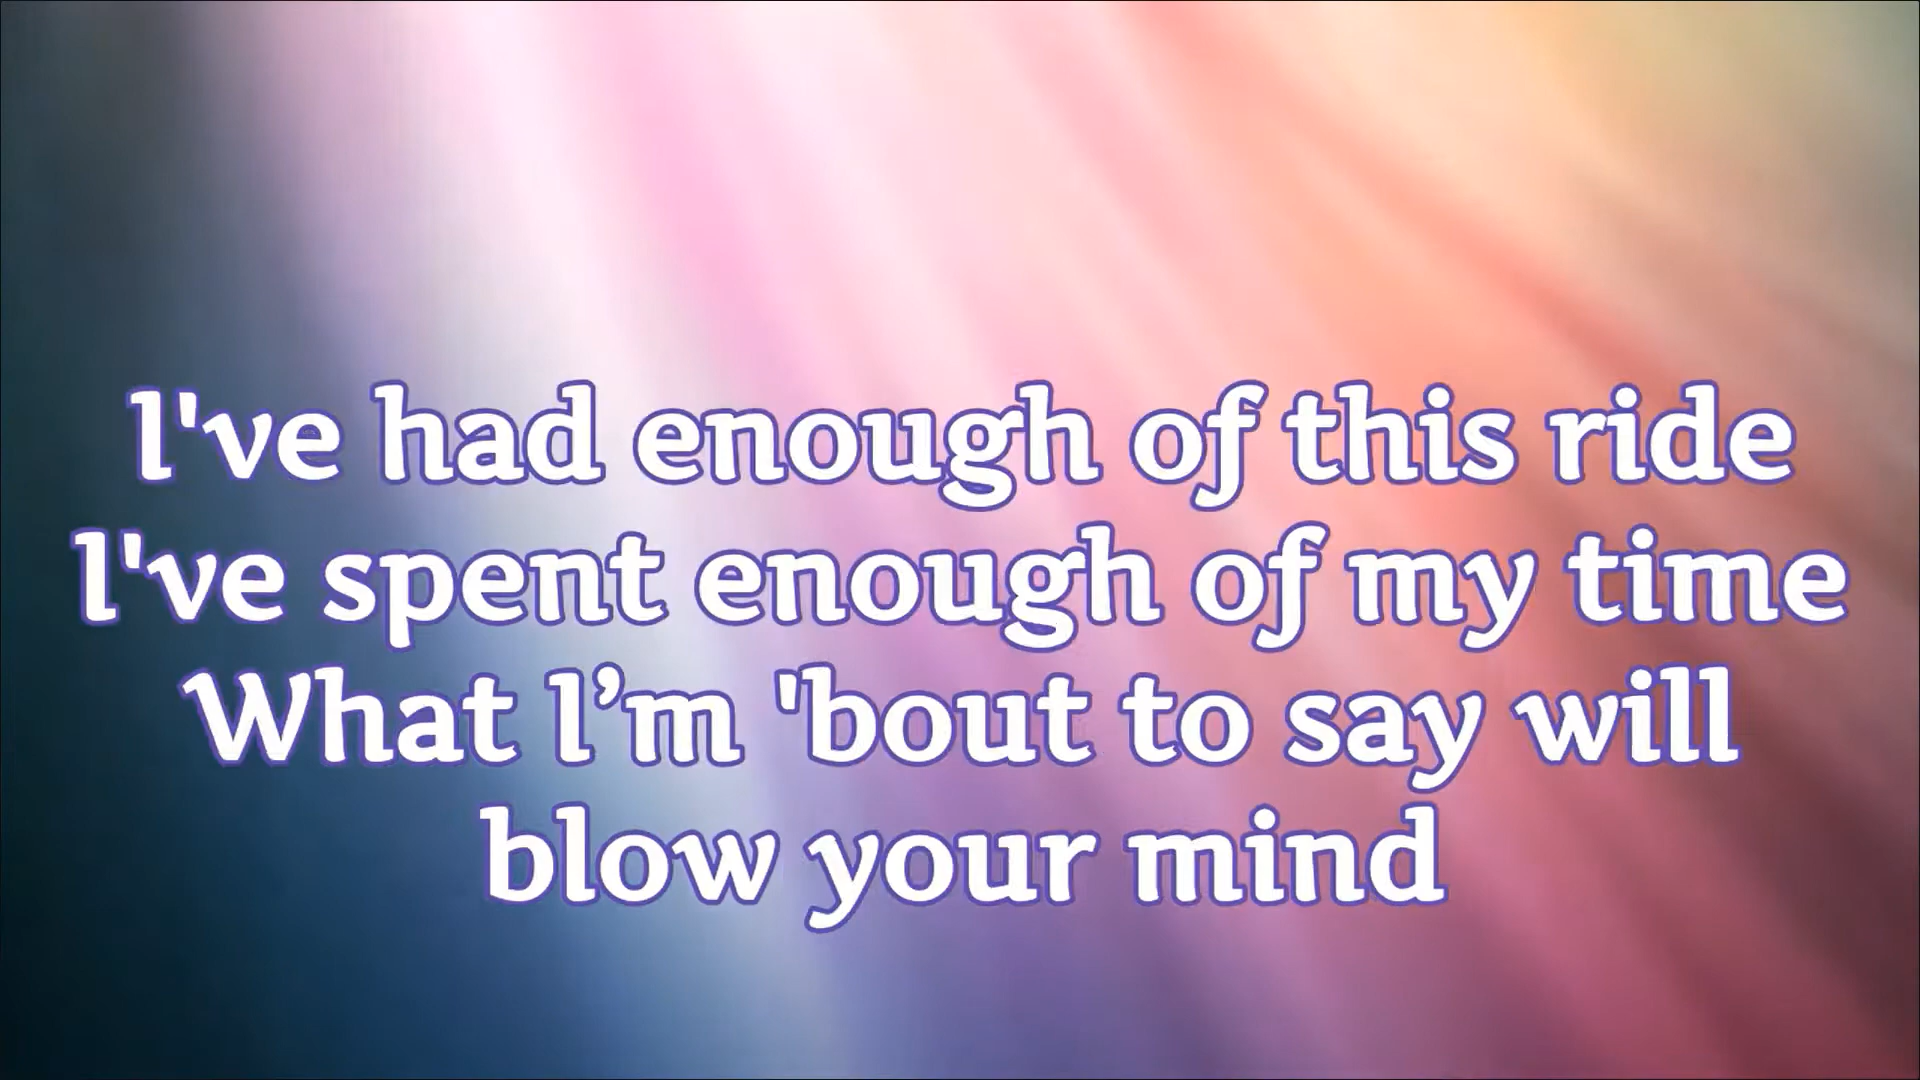 I've had enough of this ride
I've spent enough of my time
What I’m 'bout to say will
blow your mind